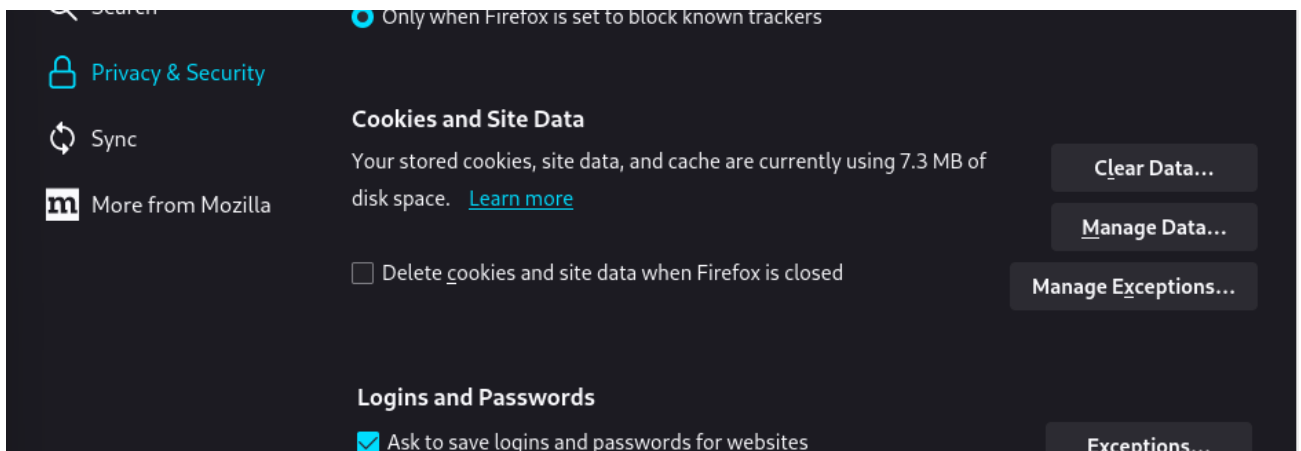 Search
Only when Firefox is set to block known trackers
Privacy & Security
Sync
m More from Mozilla
Cookies and Site Data
Your stored cookies, site data, and cache are currently using 7.3 MB of
disk space. Learn more
Clear Data...
Manage Data...
Delete cookies and site data when Firefox is closed
Manage Exceptions...
Logins and Passwords
Ask to save logins and passwords for websites
Exceptions...